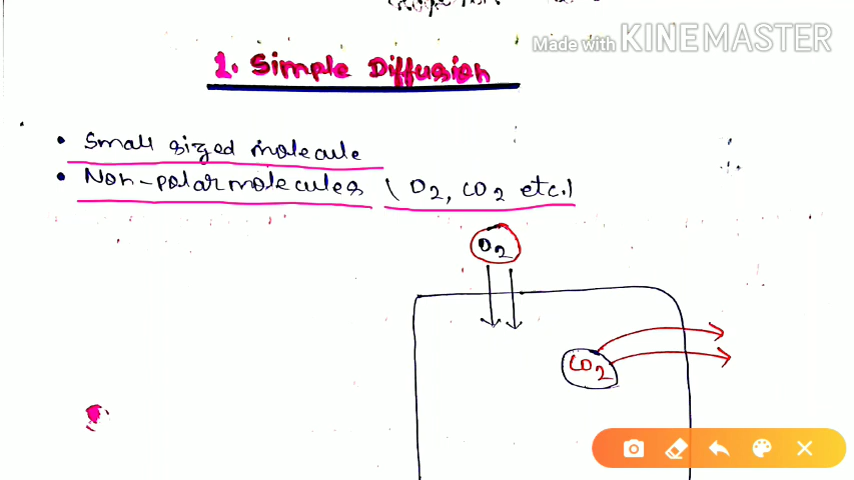 Made with KINEMASTER
1. Simple Diffusion
• Small sized molecule
• Non-polar molecules (O2, CO2 etc.)
O2
CO2